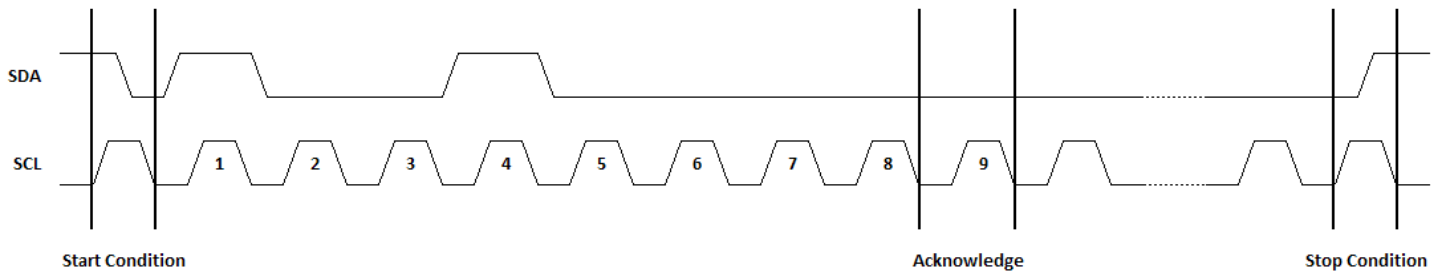 SDA
SCL 1 2 3 4 5 6 7 8 9
Start Condition Acknowledge Stop Condition